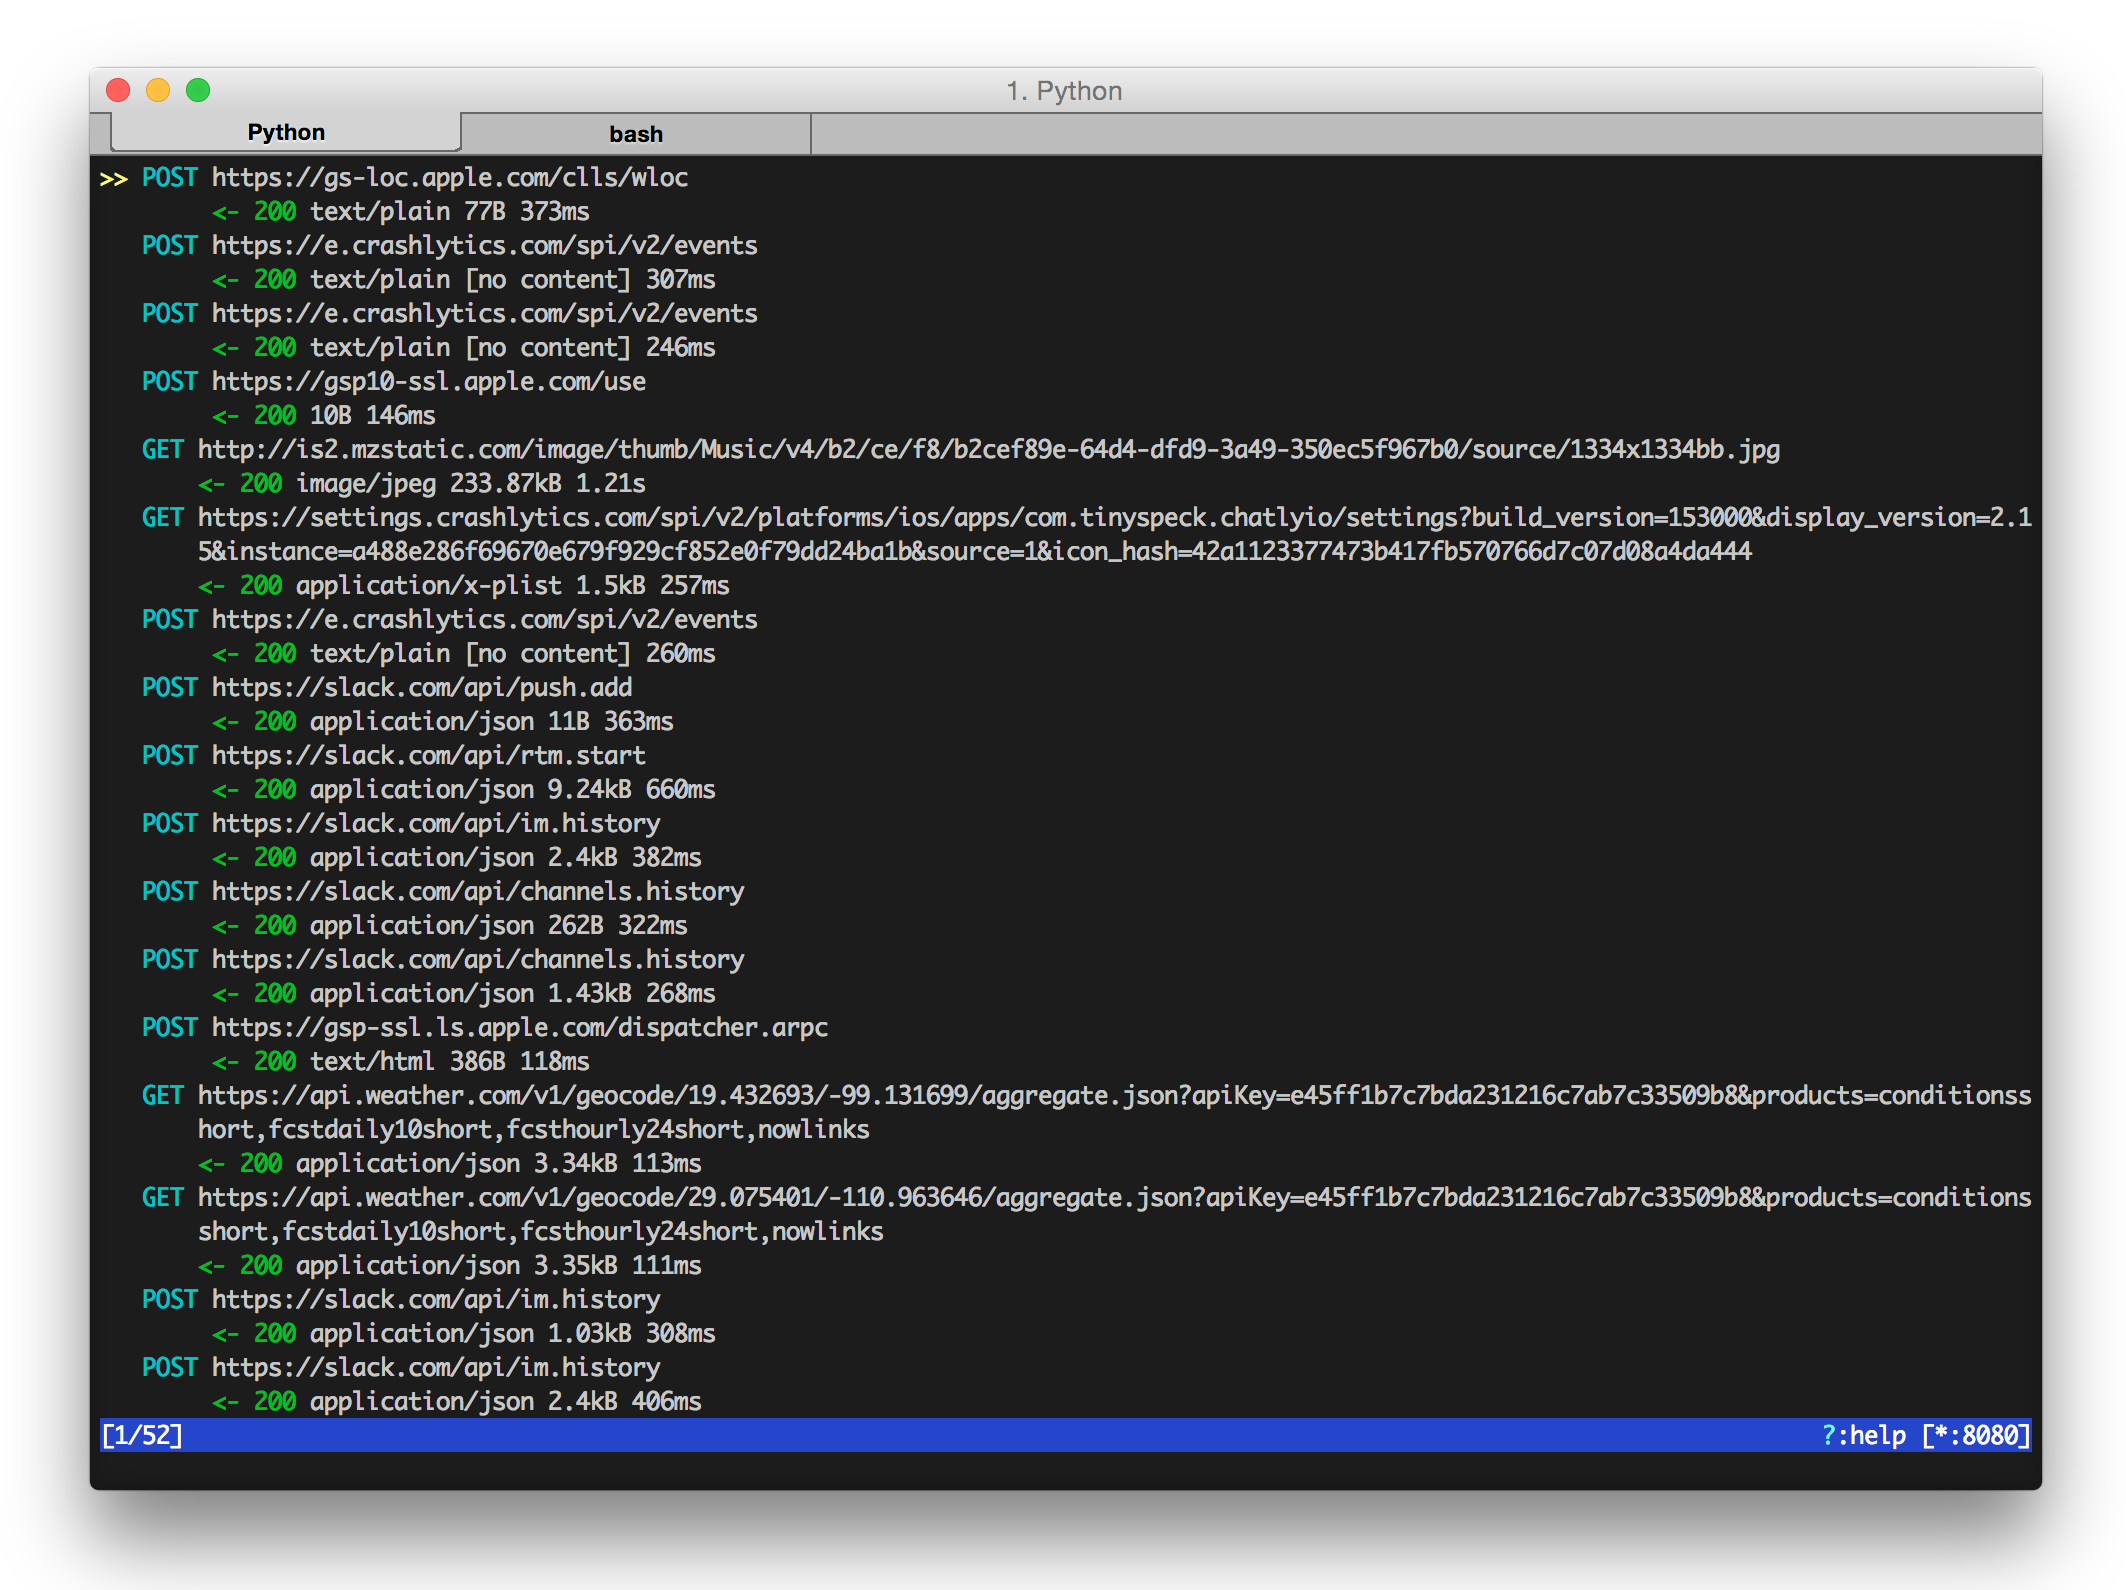 1. Python
Python bash
>> POST https://gs-loc.apple.com/clls/wloc
<- 200 text/plain 77B 373ms
POST https://e.crashlytics.com/spi/v2/events
<- 200 text/plain [no content] 307ms
POST https://e.crashlytics.com/spi/v2/events
<- 200 text/plain [no content] 246ms
POST https://gsp10-ssl.apple.com/use
<- 200 10B 146ms
GET http://is2.mzstatic.com/image/thumb/Music/v4/b2/ce/f8/b2cef89e-64d4-dfd9-3a49-350ec5f967b0/source/1334x1334bb.jpg
<- 200 image/jpeg 233.87kB 1.21s
GET https://settings.crashlytics.com/spi/v2/platforms/ios/apps/com.tinyspeck.chatlyio/settings?build_version=153000&display_version=2.1
5&instance=a488e286f69670e679f929cf852e0f79dd24ba1b&source=1&icon_hash=42a1123377473b417fb570766d7c07d08a4da444
<- 200 application/x-plist 1.5kB 257ms
POST https://e.crashlytics.com/spi/v2/events
<- 200 text/plain [no content] 260ms
POST https://slack.com/api/push.add
<- 200 application/json 11B 363ms
POST https://slack.com/api/rtm.start
<- 200 application/json 9.24kB 660ms
POST https://slack.com/api/im.history
<- 200 application/json 2.4kB 382ms
POST https://slack.com/api/channels.history
<- 200 application/json 262B 322ms
POST https://slack.com/api/channels.history
<- 200 application/json 1.43kB 268ms
POST https://gsp-ssl.ls.apple.com/dispatcher.arpc
<- 200 text/html 386B 118ms
GET https://api.weather.com/v1/geocode/19.432693/-99.131699/aggregate.json?apiKey=e45ff1b7c7bda231216c7ab7c33509b8&products=conditionss
hort,fcstdaily10short,fcsthourly24short,nowlinks
<- 200 application/json 3.34kB 113ms
GET https://api.weather.com/v1/geocode/29.075401/-110.963646/aggregate.json?apiKey=e45ff1b7c7bda231216c7ab7c33509b8&products=conditions
short,fcstdaily10short,fcsthourly24short,nowlinks
<- 200 application/json 3.35kB 111ms
POST https://slack.com/api/im.history
<- 200 application/json 1.03kB 308ms
POST https://slack.com/api/im.history
<- 200 application/json 2.4kB 406ms
[1/52] ?:help [*:8080]